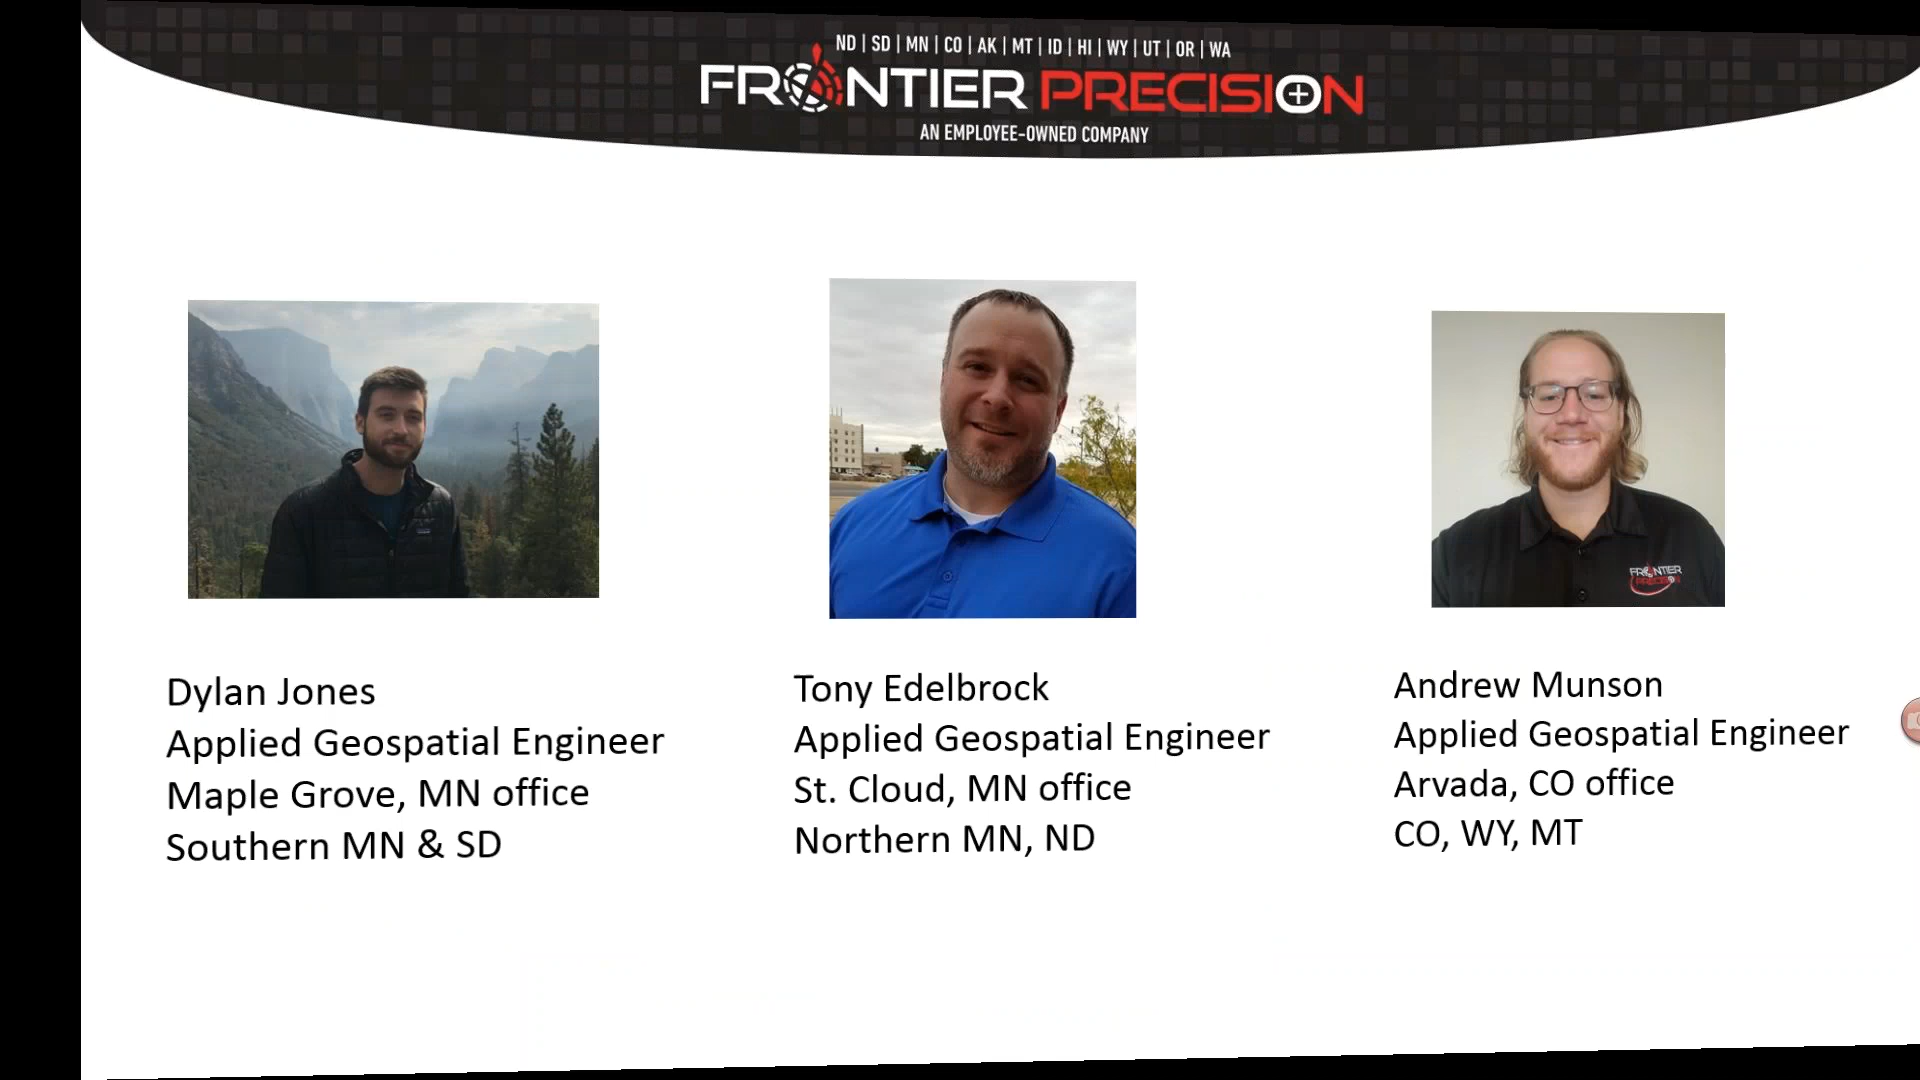 ND | SD | MN | CO | AK | MT | ID | HI | WY | UT | OR | WA
FRONTIER PRECISION
AN EMPLOYEE-OWNED COMPANY
FRONTIER
PRECISION
Dylan Jones
Applied Geospatial Engineer
Maple Grove, MN office
Southern MN & SD
Tony Edelbrock
Applied Geospatial Engineer
St. Cloud, MN office
Northern MN, ND
Andrew Munson
Applied Geospatial Engineer
Arvada, CO office
CO, WY, MT